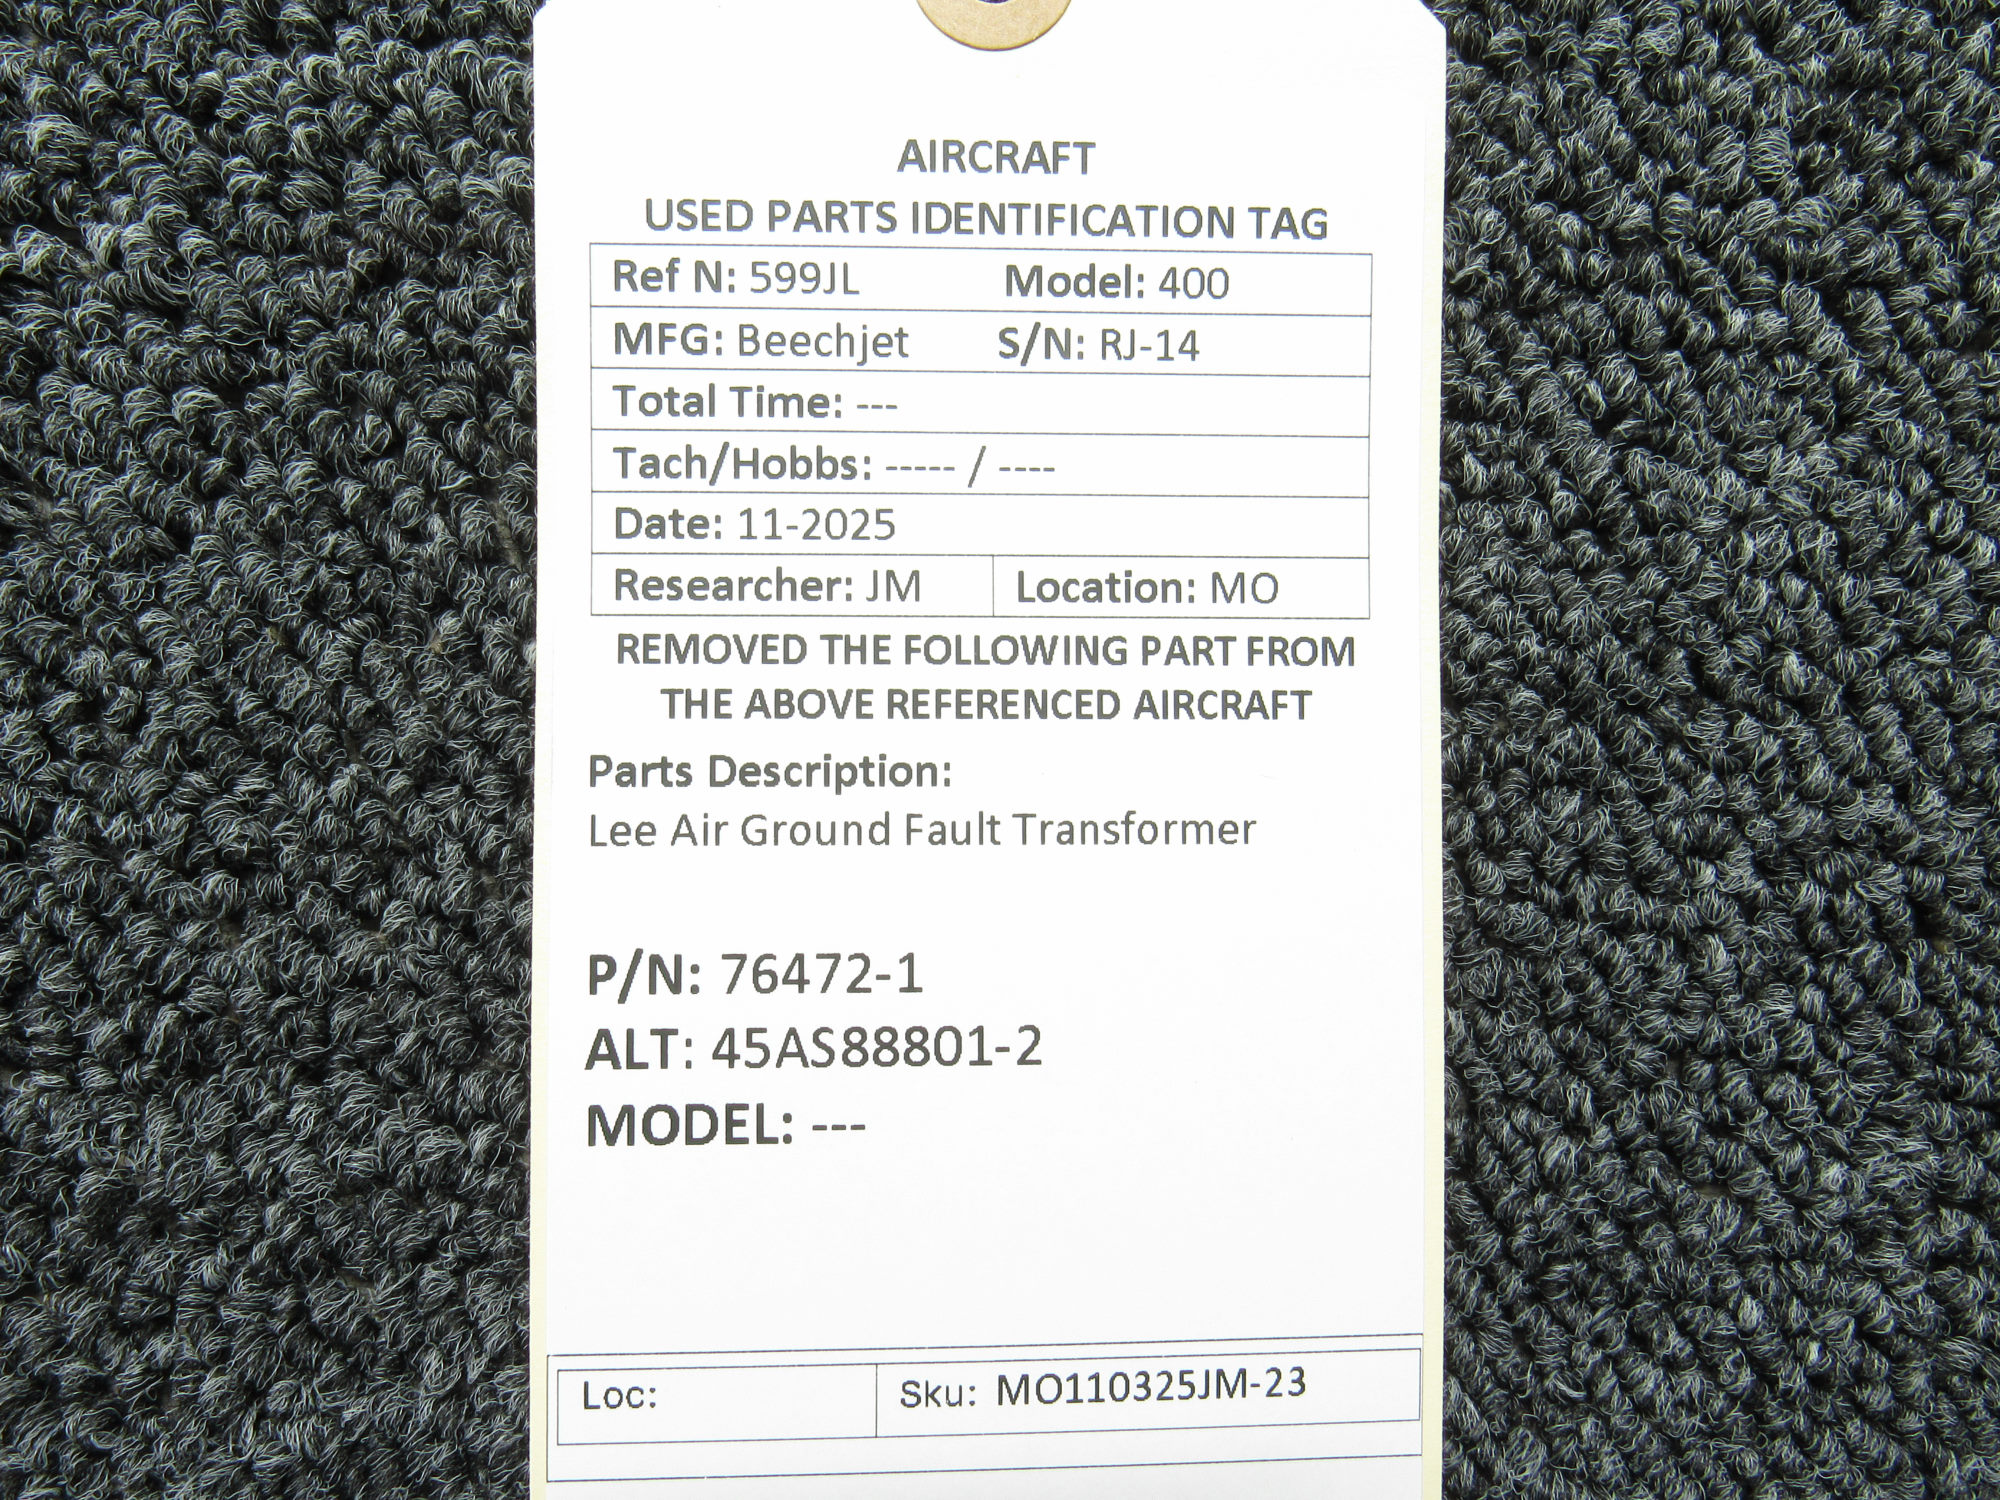 AIRCRAFT
USED PARTS IDENTIFICATION TAG
Ref N: 599JL Model: 400
MFG: Beechjet S/N: RJ-14
Total Time: ---
Tach/Hobbs: ----- / ----
Date: 11-2025
Researcher: JM Location: MO
REMOVED THE FOLLOWING PART FROM
THE ABOVE REFERENCED AIRCRAFT
Parts Description:
Lee Air Ground Fault Transformer
P/N: 76472-1
ALT: 45AS88801-2
MODEL: ---
Loc: Sku: MO110325JM-23